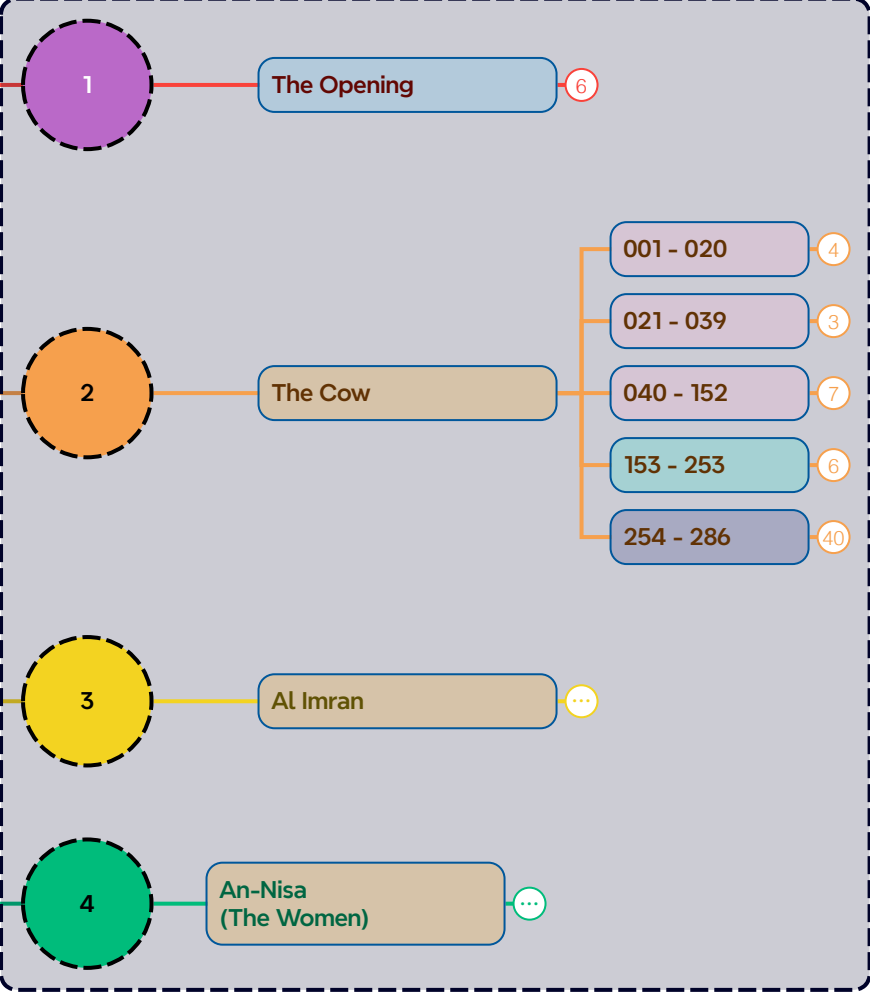 1
The Opening
6
001 - 020
4
021 - 039
3
2
The Cow
040 - 152
7
153 - 253
6
254 - 286
40
3
Al Imran
...
4
An-Nisa
(The Women)
...